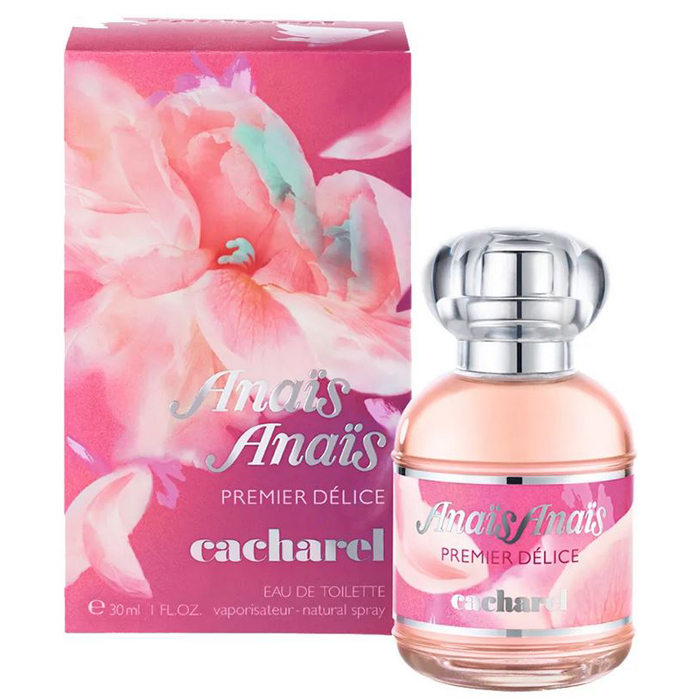 Anaïs
Anaïs
PREMIER DÉLICE
cacharel
EAU DE TOILETTE
℮ 30ml 1 FL.OZ. vaporisateur - natural spray
Anaïs Anaïs
PREMIER DÉLICE
cacharel